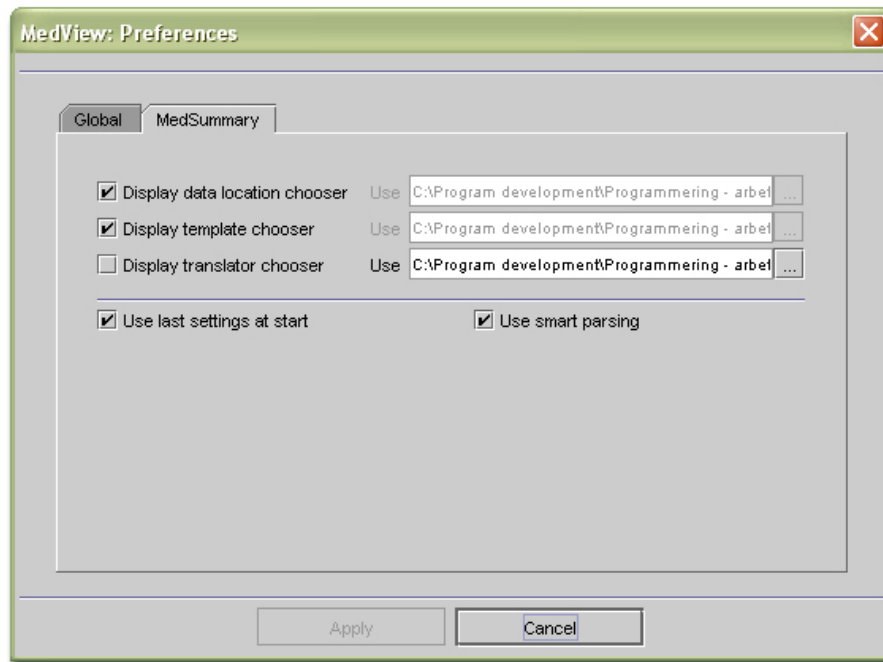 MedView: Preferences
Global MedSummary
Display data location chooser Use C:\Program development\Programmering - arbet ...
Display template chooser Use C:\Program development\Programmering - arbet ...
Display translator chooser Use C:\Program development\Programmering - arbet ...
Use last settings at start Use smart parsing
Apply Cancel